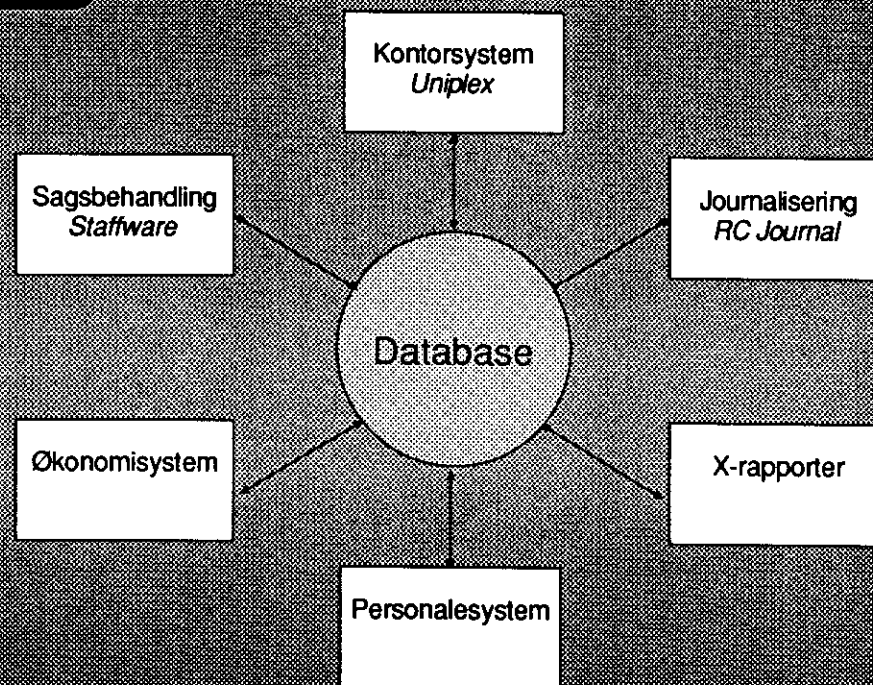 Kontorsystem
Uniplex
Sagsbehandling
Staffware
Journalisering
RC Journal
Database
Økonomisystem
X-rapporter
Personalesystem